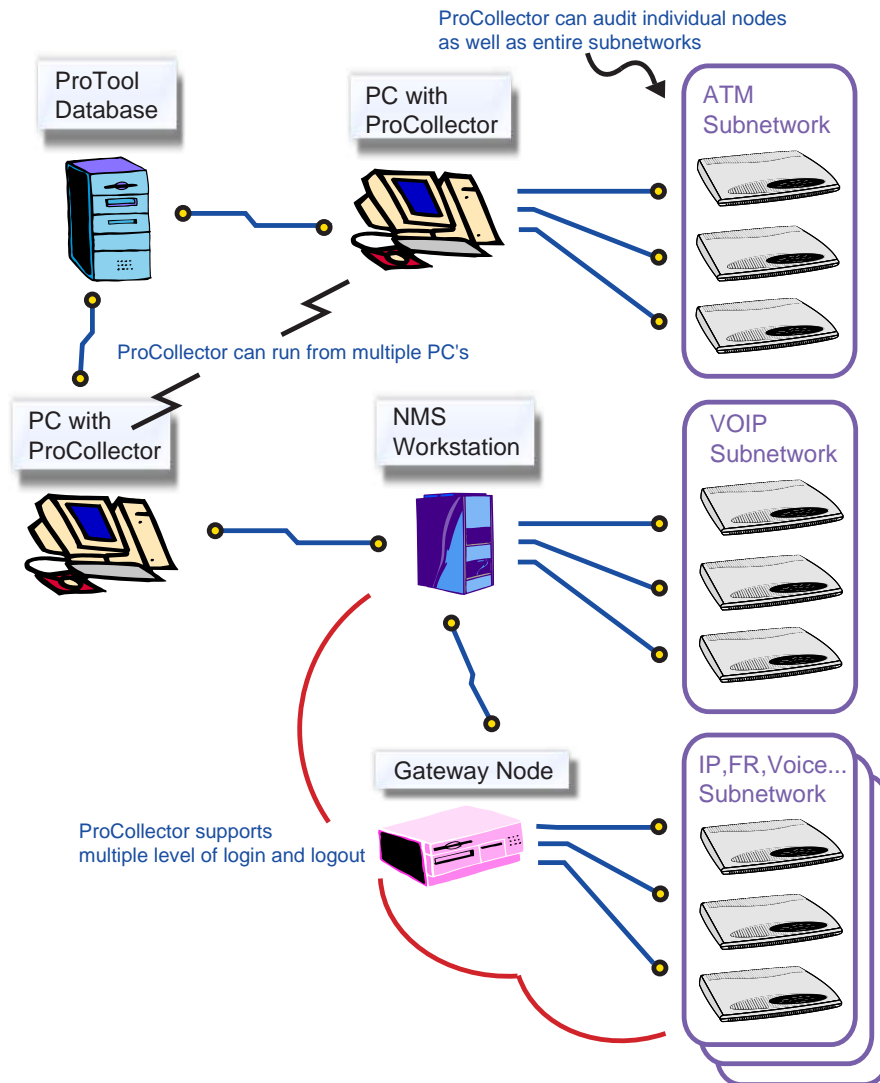 ProCollector can audit individual nodes
as well as entire subnetworks
ProTool
Database
PC with
ProCollector
ATM
Subnetwork
ProCollector can run from multiple PC's
PC with
ProCollector
NMS
Workstation
VOIP
Subnetwork
Gateway Node
IP,FR,Voice...
Subnetwork
ProCollector supports
multiple level of login and logout